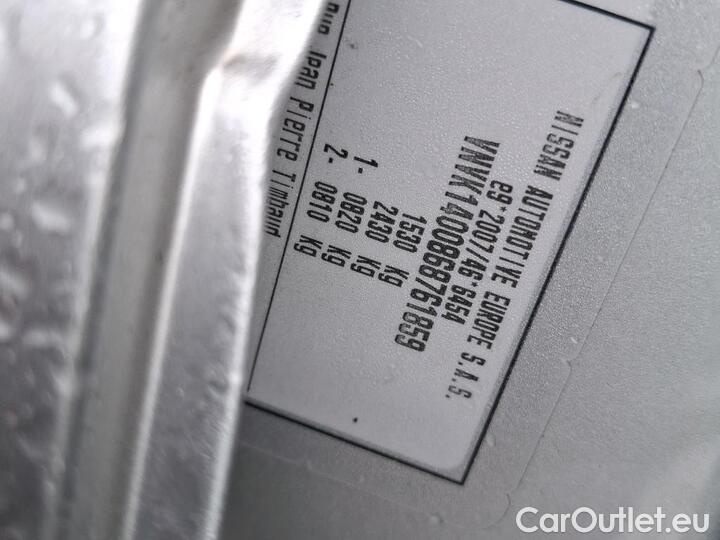 NISSAN AUTOMOTIVE EUROPE S.A.S.
e9*2007/46*6454
VNVK1400868761859
1530 Kg
2430 Kg
1- 0820 Kg
2- 0810 Kg
Rue Jean Pierre Timbaud
CarOutlet.eu